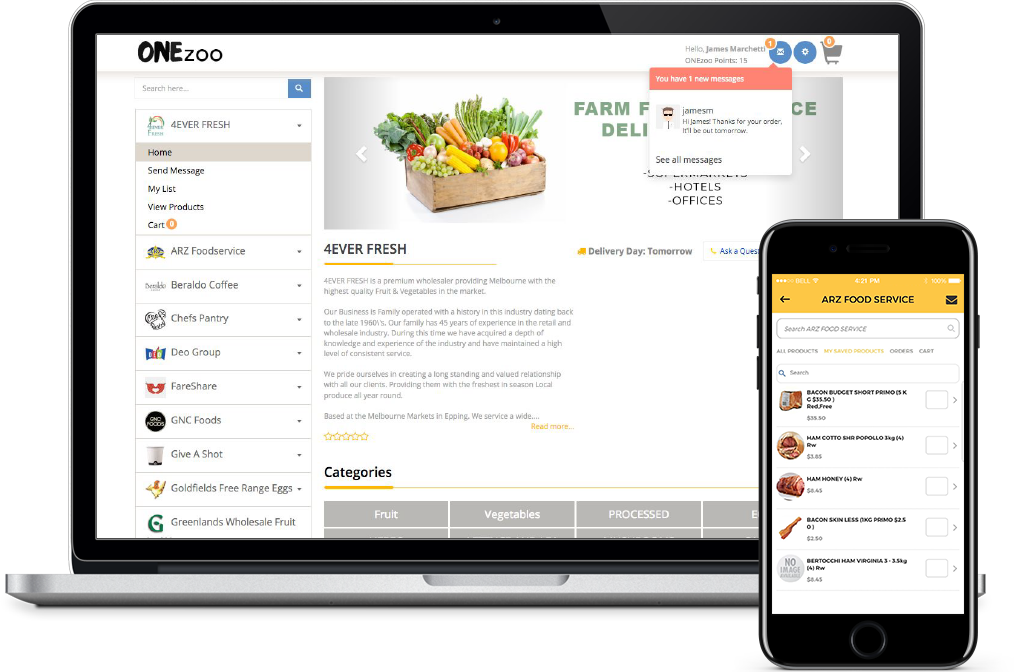 ONEzoo
Hello, James Marchetti
ONEzoo Points: 15
1
0
Search here...
4EVER FRESH
Home
Send Message
My List
View Products
Cart 0
ARZ Foodservice
Beraldo Coffee
Chefs Pantry
Deo Group
FareShare
GNC Foods
Give A Shot
Goldfields Free Range Eggs
Greenlands Wholesale Fruit
You have 1 new messages
jamesm
Hi James! Thanks for your order,
It'll be out tomorrow.
See all messages
FARM
DELI
-HOTELS
-OFFICES
4EVER FRESH
Delivery Day: Tomorrow
Ask a Quest
4EVER FRESH is a premium wholesaler providing Melbourne with the
highest quality Fruit & Vegetables in the market.
Our Business is Family operated with a history in this industry dating back
to the late 1960\'s. Our family has 45 years of experience in the retail and
wholesale industry. During this time we have acquired a depth of
knowledge and experience of the industry and have maintained a high
level of consistent service.
We pride ourselves in creating a long standing and valued relationship
with all our clients. Providing them with the freshest in season Local
produce all year round.
Based at the Melbourne Markets in Epping. We service a wide....
Read more...
Categories
Fruit
Vegetables
PROCESSED
BELL
4:21 PM
100%
ARZ FOOD SERVICE
Search ARZ FOOD SERVICE
ALL PRODUCTS MY SAVED PRODUCTS ORDERS CART
Search
BACON BUDGET SHORT PRIMO (5 K
G $35.50 )
Red,Free
$35.50
HAM COTTO SHR POPOLLO 3kg (4)
Rw
$3.85
HAM HONEY (4) Rw
$8.45
BACON SKIN LESS (1KG PRIMO $2.5
0 )
$2.50
NO
IMAGE
AVAILABLE
BERTOCCHI HAM VIRGINIA 3 - 3.5kg
(4) Rw
$8.45